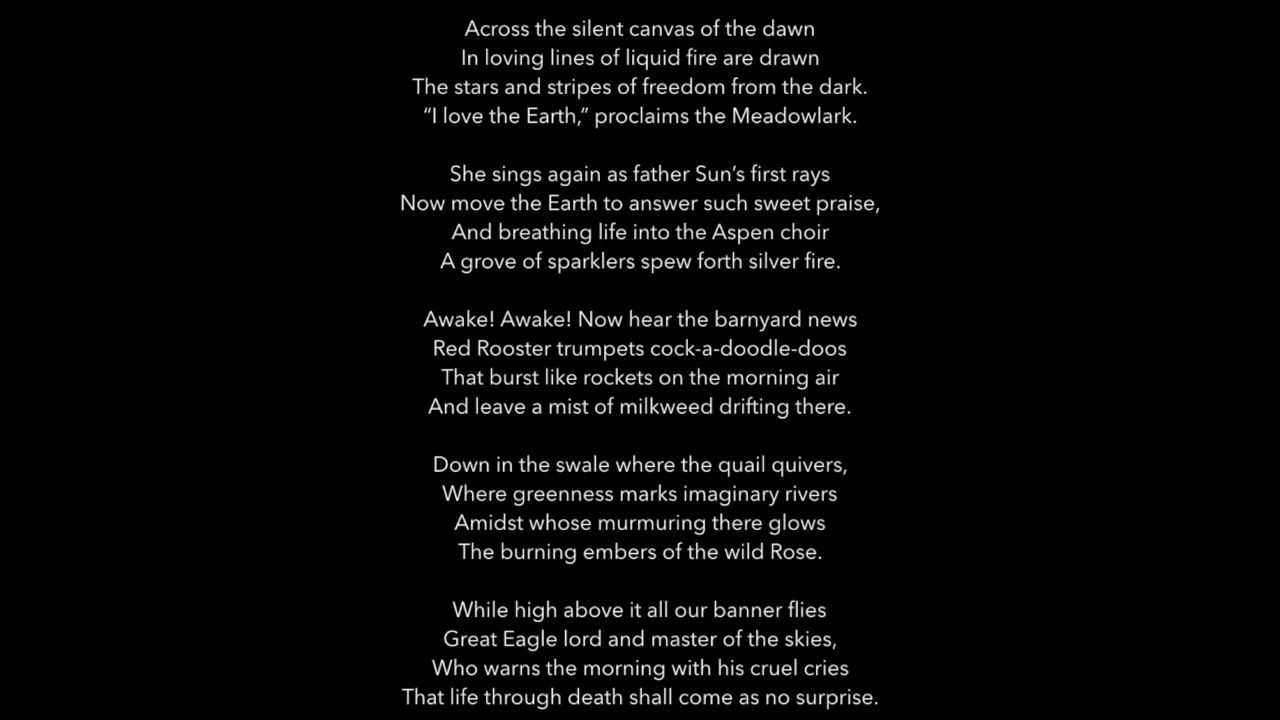 Across the silent canvas of the dawn
In loving lines of liquid fire are drawn
The stars and stripes of freedom from the dark.
“I love the Earth,” proclaims the Meadowlark.
She sings again as father Sun’s first rays
Now move the Earth to answer such sweet praise,
And breathing life into the Aspen choir
A grove of sparklers spew forth silver fire.
Awake! Awake! Now hear the barnyard news
Red Rooster trumpets cock-a-doodle-doos
That burst like rockets on the morning air
And leave a mist of milkweed drifting there.
Down in the swale where the quail quivers,
Where greenness marks imaginary rivers
Amidst whose murmuring there glows
The burning embers of the wild Rose.
While high above it all our banner flies
Great Eagle lord and master of the skies,
Who warns the morning with his cruel cries
That life through death shall come as no surprise.